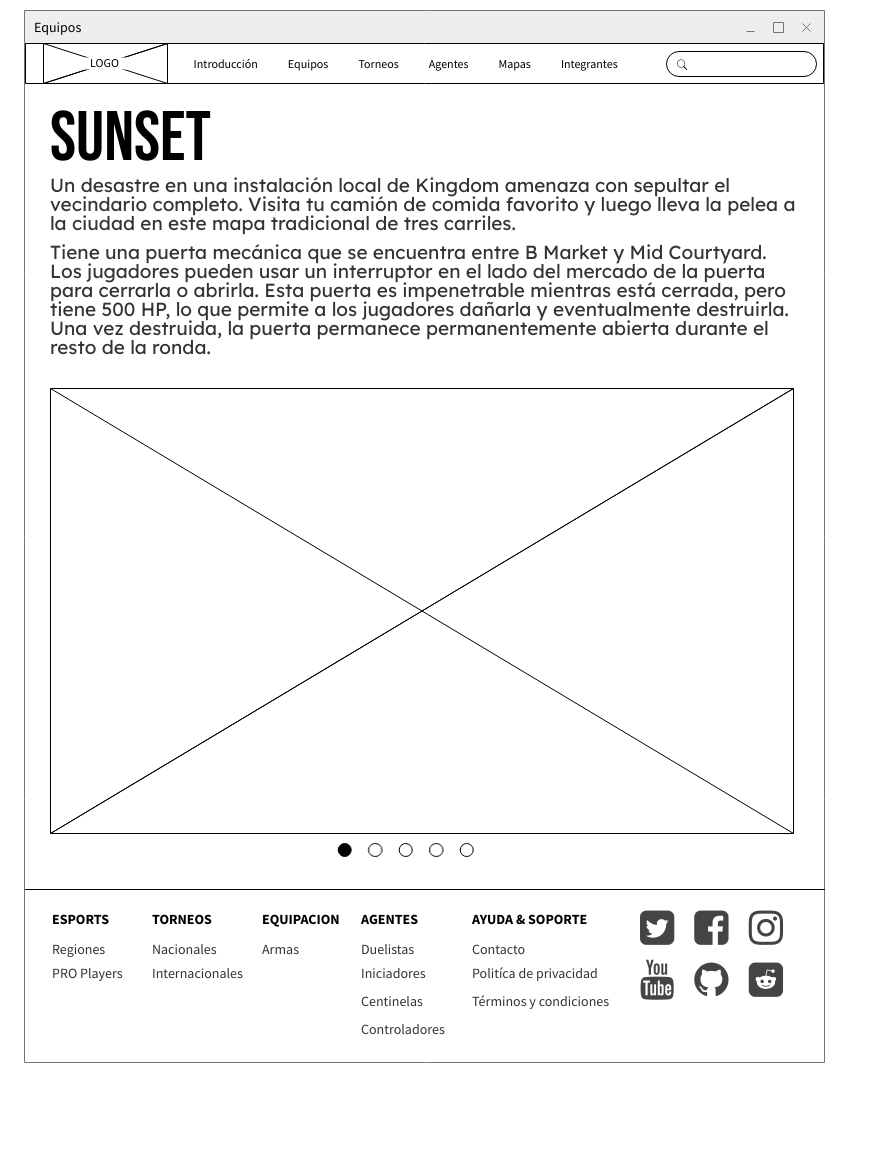 Equipos
LOGO
Introducción
Equipos
Torneos
Agentes
Mapas
Integrantes
SUNSET
Un desastre en una instalación local de Kingdom amenaza con sepultar el
vecindario completo. Visita tu camión de comida favorito y luego lleva la pelea a
la ciudad en este mapa tradicional de tres carriles.
Tiene una puerta mecánica que se encuentra entre B Market y Mid Courtyard.
Los jugadores pueden usar un interruptor en el lado del mercado de la puerta
para cerrarla o abrirla. Esta puerta es impenetrable mientras está cerrada, pero
tiene 500 HP, lo que permite a los jugadores dañarla y eventualmente destruirla.
Una vez destruida, la puerta permanece permanentemente abierta durante el
resto de la ronda.
ESPORTS
Regiones
PRO Players
TORNEOS
Nacionales
Internacionales
EQUIPACION
Armas
AGENTES
Duelistas
Iniciadores
Centinelas
Controladores
AYUDA & SOPORTE
Contacto
Politíca de privacidad
Términos y condiciones
You
Tube